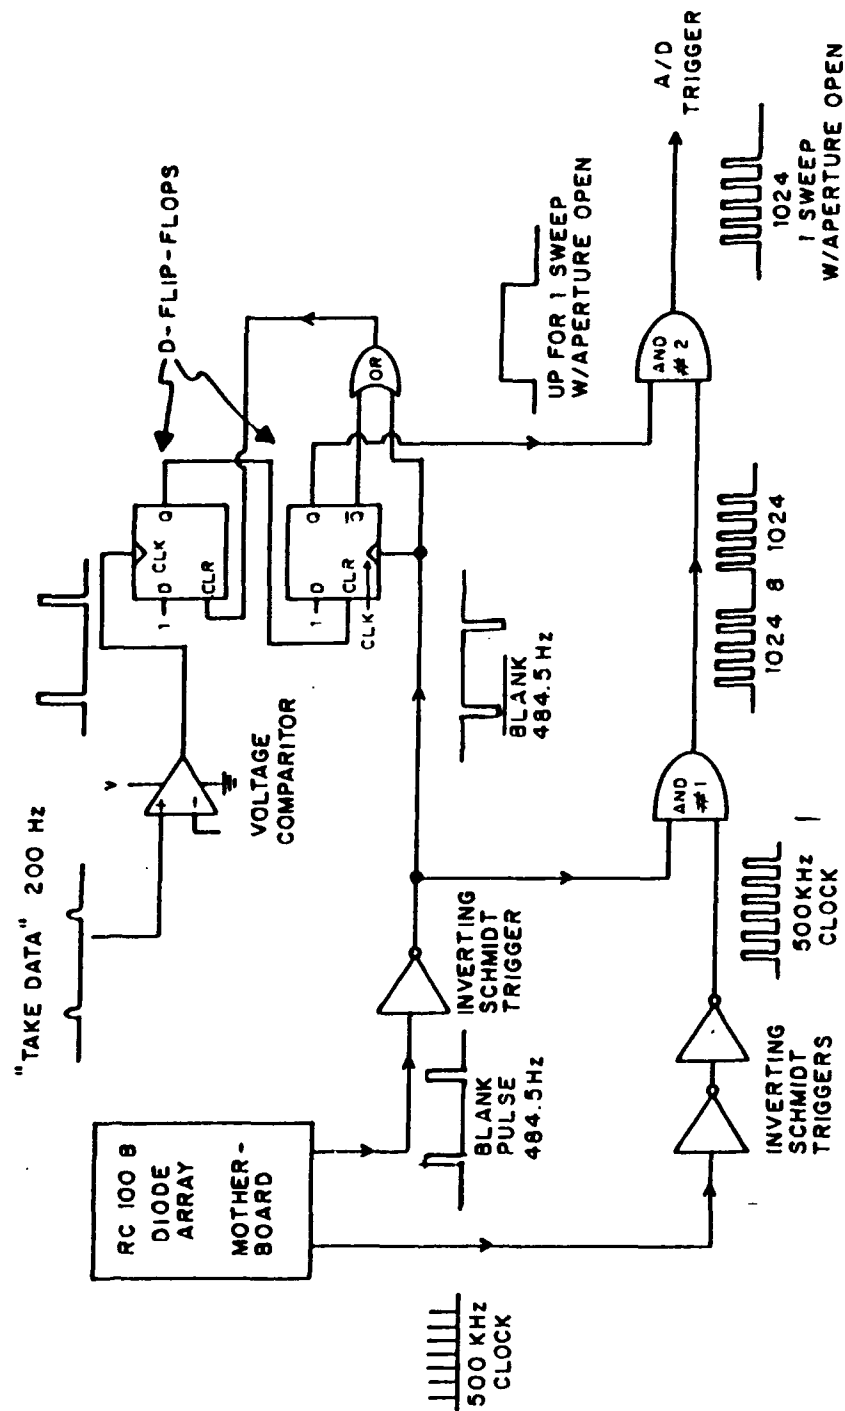 "TAKE DATA" 200 Hz
RC 100 B
DIODE
ARRAY
MOTHER-
BOARD
500 KHz
CLOCK
BLANK
PULSE
484.5Hz
INVERTING
SCHMIDT
TRIGGER
INVERTING
SCHMIDT
TRIGGERS
V
+
-
VOLTAGE
COMPARITOR
500KHz
CLOCK
BLANK
484.5 Hz
AND
#1
1024 8 1024
D-FLIP-FLOPS
1
D
CLK
Q
CLR
1
D
Q
CLR
Q̅
CLK
OR
UP FOR 1 SWEEP
W/APERTURE OPEN
AND
#2
A/D
TRIGGER
1024
1 SWEEP
W/APERTURE OPEN